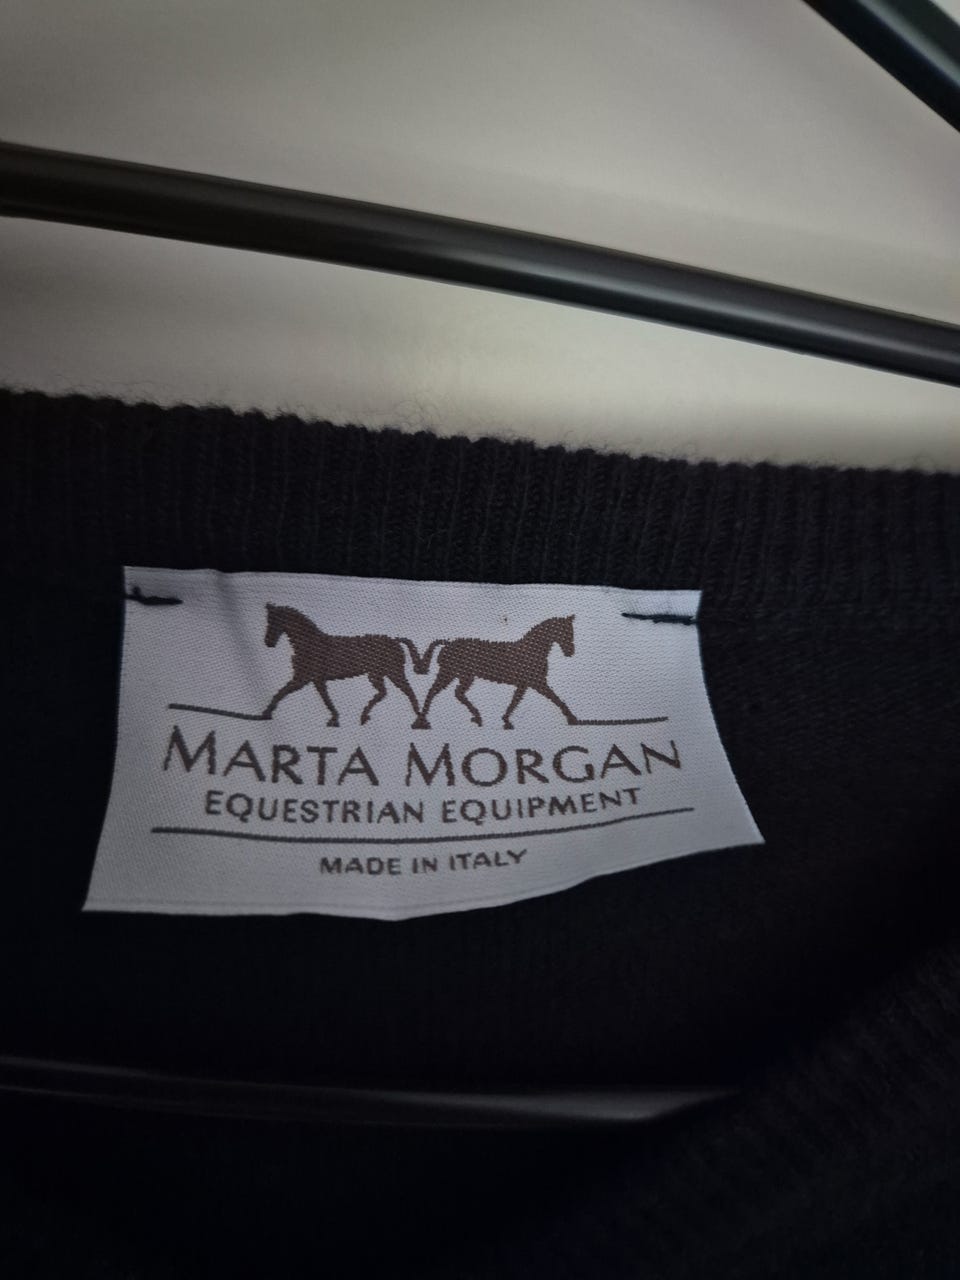 MARTA MORGAN
EQUESTRIAN EQUIPMENT
MADE IN ITALY